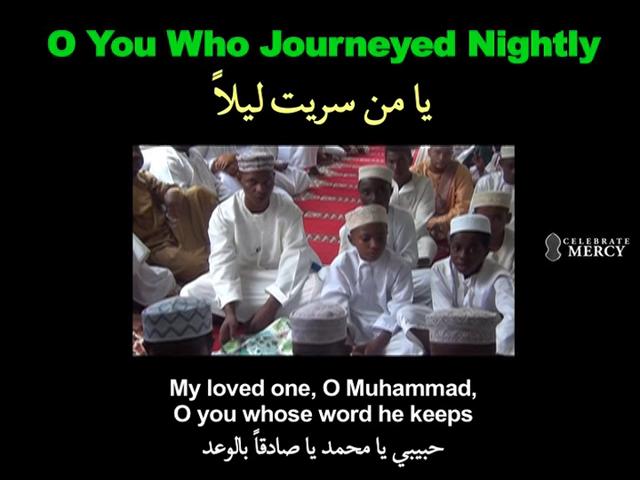 O You Who Journeyed Nightly
يا من سريت ليلاً
CELEBRATE
MERCY
My loved one, O Muhammad,
O you whose word he keeps
حبيبي يا محمد يا صادقاً بالوعد